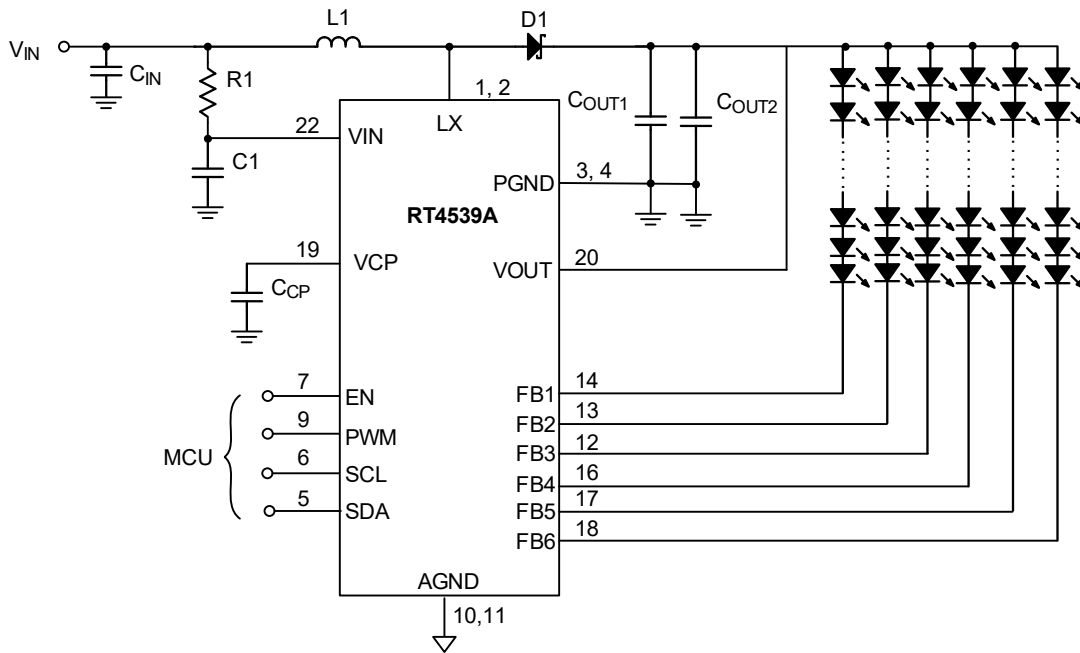 L1
D1
VIN
CIN
R1
1, 2
COUT1
COUT2
LX
22
VIN
C1
3, 4
PGND
RT4539A
19
VCP
20
VOUT
CCP
7
EN
14
FB1
9
PWM
13
FB2
MCU
12
FB3
6
SCL
16
FB4
5
SDA
17
FB5
18
FB6
AGND
10,11